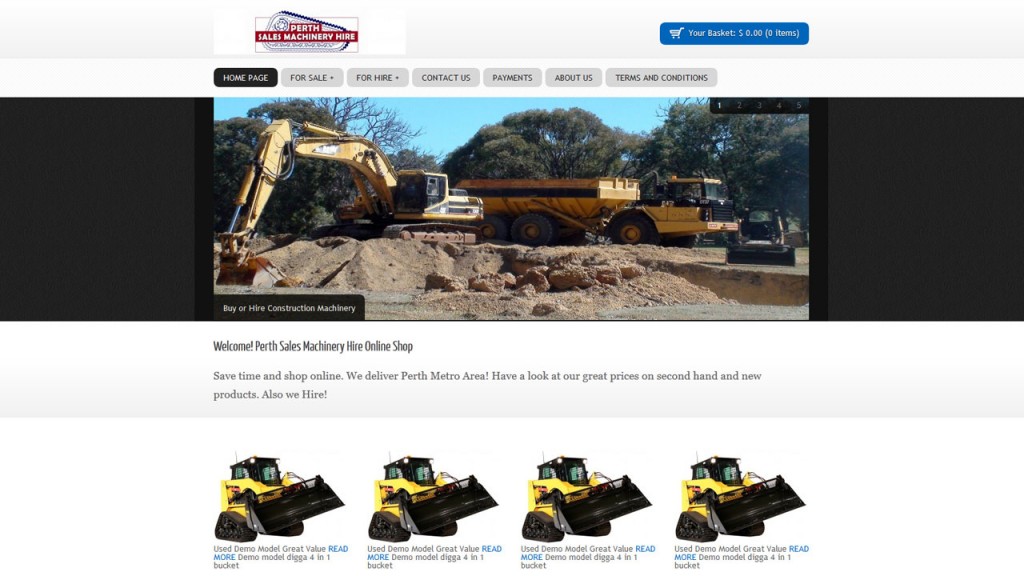 PERTH
SALES MACHINERY HIRE
Your Basket: $ 0.00 (0 Items)
HOME PAGE
FOR SALE +
FOR HIRE +
CONTACT US
PAYMENTS
ABOUT US
TERMS AND CONDITIONS
1 2 3 4 5
Buy or Hire Construction Machinery
Welcome! Perth Sales Machinery Hire Online Shop
Save time and shop online. We deliver Perth Metro Area! Have a look at our great prices on second hand and new
products. Also we Hire!
Used Demo Model Great Value READ
MORE Demo model digga 4 in 1
bucket
Used Demo Model Great Value READ
MORE Demo model digga 4 in 1
bucket
Used Demo Model Great Value READ
MORE Demo model digga 4 in 1
bucket
Used Demo Model Great Value READ
MORE Demo model digga 4 in 1
bucket